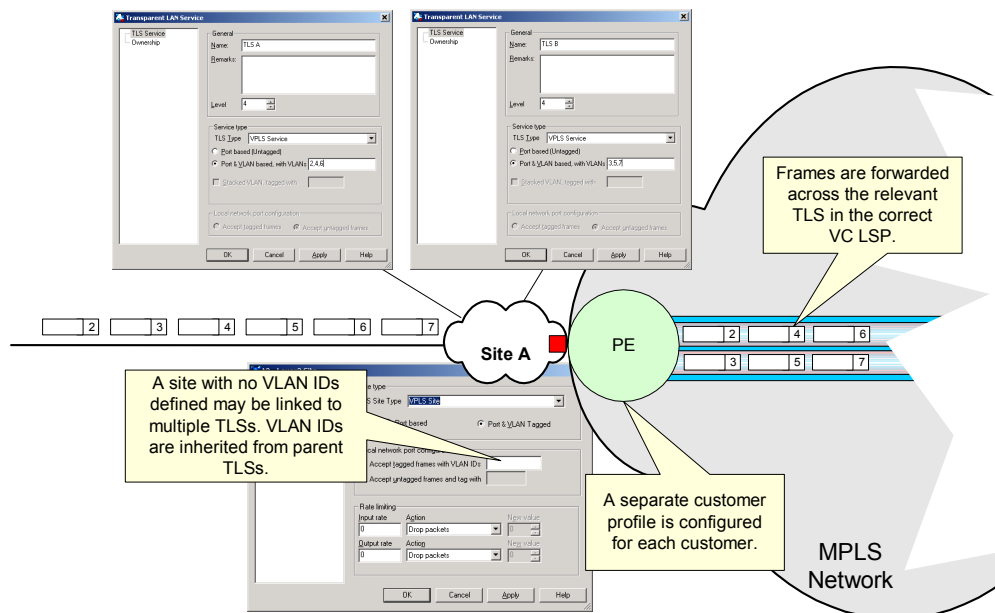 Transparent LAN Service
TLS Service
Ownership
General
Name:
TLS A
Remarks:
Level
4
Service type
TLS Type
VPLS Service
Port based (Untagged)
Port & VLAN based, with VLANs
2,4,6
Stacked VLAN, tagged with
Local network port configuration
Accept tagged frames
Accept untagged frames
OK
Cancel
Apply
Help
Transparent LAN Service
TLS Service
Ownership
General
Name:
TLS B
Remarks:
Level
4
Service type
TLS Type
VPLS Service
Port based (Untagged)
Port & VLAN based, with VLANs
3,5,7
Stacked VLAN, tagged with
Local network port configuration
Accept tagged frames
Accept untagged frames
OK
Cancel
Apply
Help
Frames are forwarded
across the relevant
TLS in the correct
VC LSP.
2
3
4
5
6
7
Site A
PE
2
4
6
3
5
7
A site with no VLAN IDs
defined may be linked to
multiple TLSs. VLAN IDs
are inherited from parent
TLSs.
type
Site Type
VPLS Site
based
Port & VLAN Tagged
network port
Accept tagged frames with VLAN IDs
Accept untagged frames and tag with
Rate limiting
Input rate
Action
New value
0
Drop packets
0
Output rate
Action
New value
0
Drop packets
0
OK
Cancel
Apply
Help
A separate customer
profile is configured
for each customer.
MPLS
Network